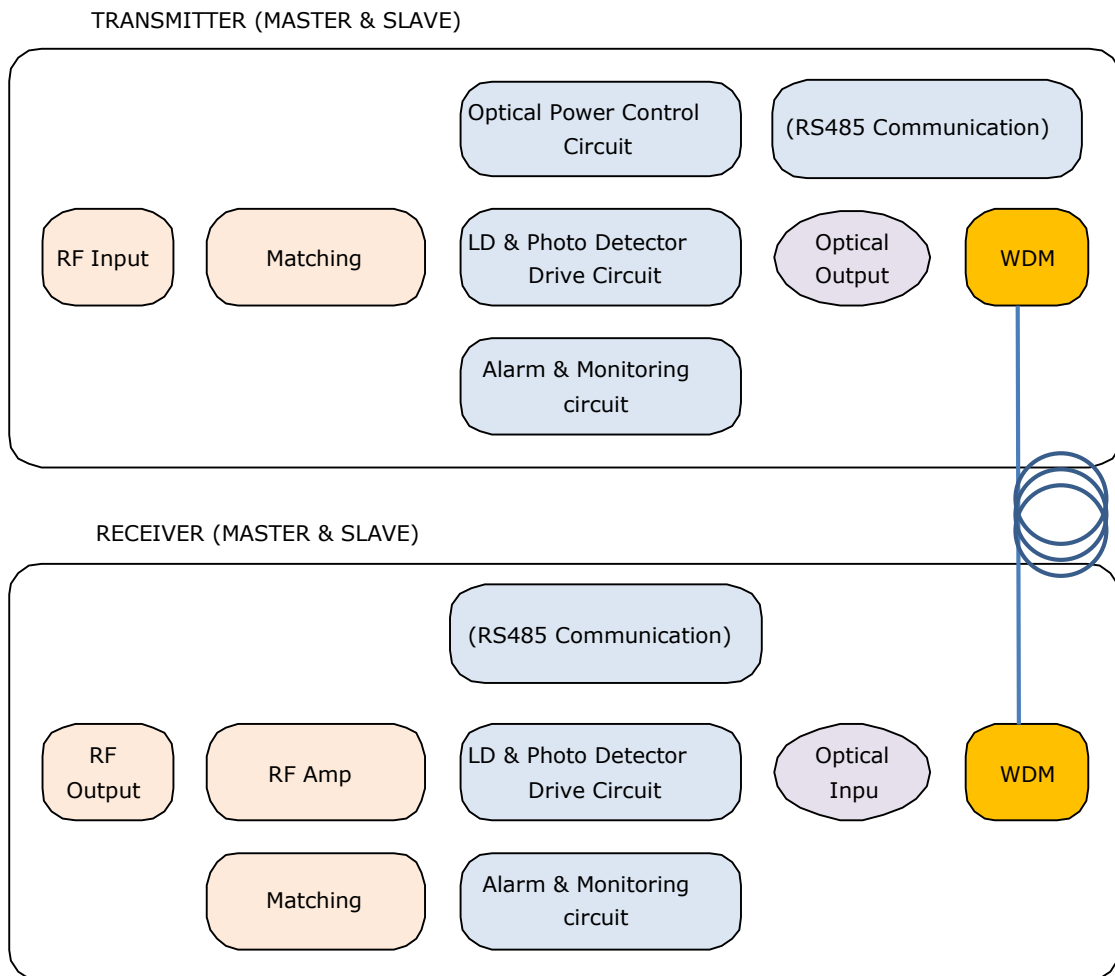 TRANSMITTER (MASTER & SLAVE)
Optical Power Control
Circuit
(RS485 Communication)
RF Input
Matching
LD & Photo Detector
Drive Circuit
Optical
Output
WDM
Alarm & Monitoring
circuit
RECEIVER (MASTER & SLAVE)
(RS485 Communication)
RF
Output
RF Amp
LD & Photo Detector
Drive Circuit
Optical
Inpu
WDM
Matching
Alarm & Monitoring
circuit